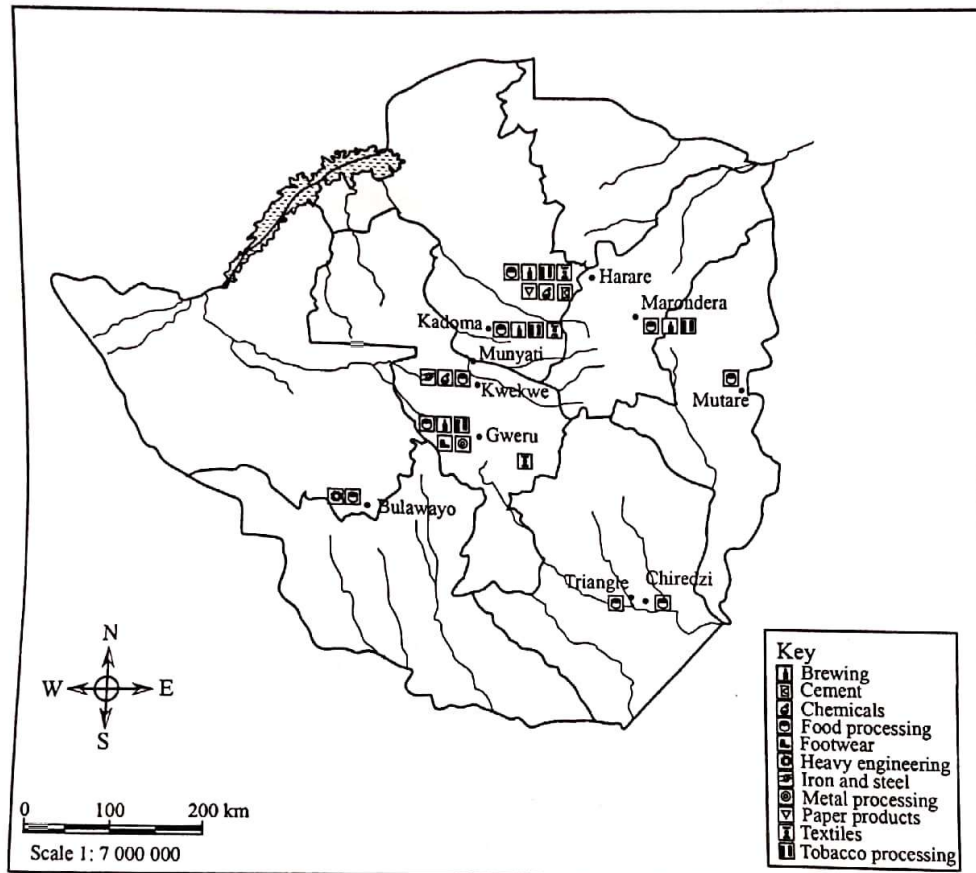 Harare
Marondera
Kadoma
Munyati
Kwekwe
Mutare
Gweru
Bulawayo
Triangle Chiredzi
N
W E
S
0 100 200 km
Scale 1: 7 000 000
Key
Brewing
Cement
Chemicals
Food processing
Footwear
Heavy engineering
Iron and steel
Metal processing
Paper products
Textiles
Tobacco processing